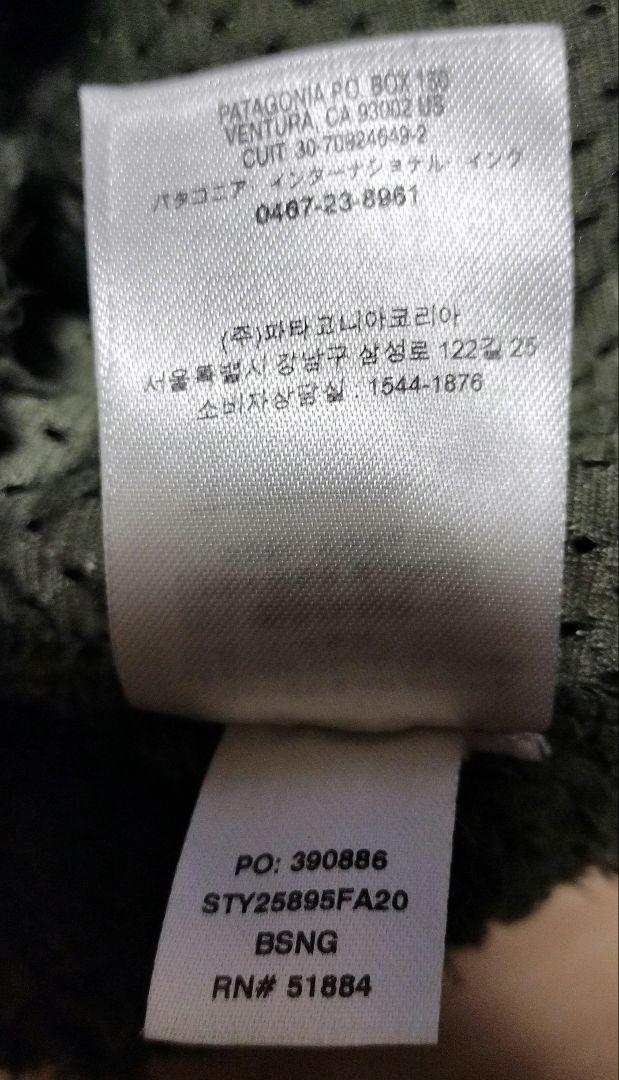 PATAGONIA P.O. BOX 150
VENTURA, CA 93002 US
CUIT 30-70824649-2
パタゴニア・インターナショナル・インク
0467-23-8961
(주)파타고니아코리아
서울특별시 강남구 삼성로 122길 25
소비자상담실 : 1544-1876
PO: 390886
STY25895FA20
BSNG
RN# 51884